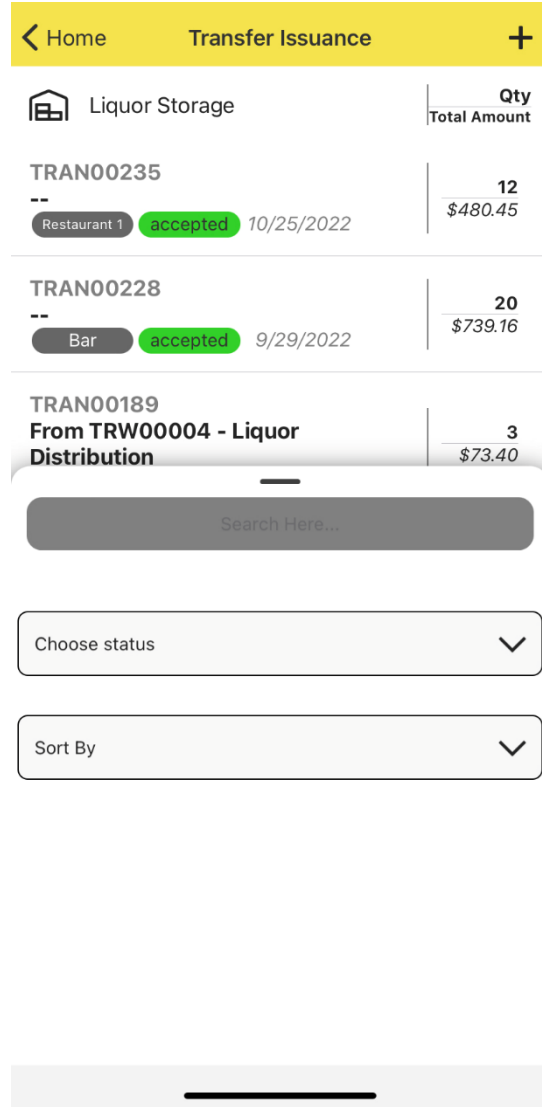 Home Transfer Issuance +
Liquor Storage Qty
Total Amount
TRAN00235
--
12
$480.45
Restaurant 1 accepted 10/25/2022
TRAN00228
--
20
$739.16
Bar accepted 9/29/2022
TRAN00189
From TRW00004 - Liquor
Distribution
3
$73.40
Search Here...
Choose status
Sort By